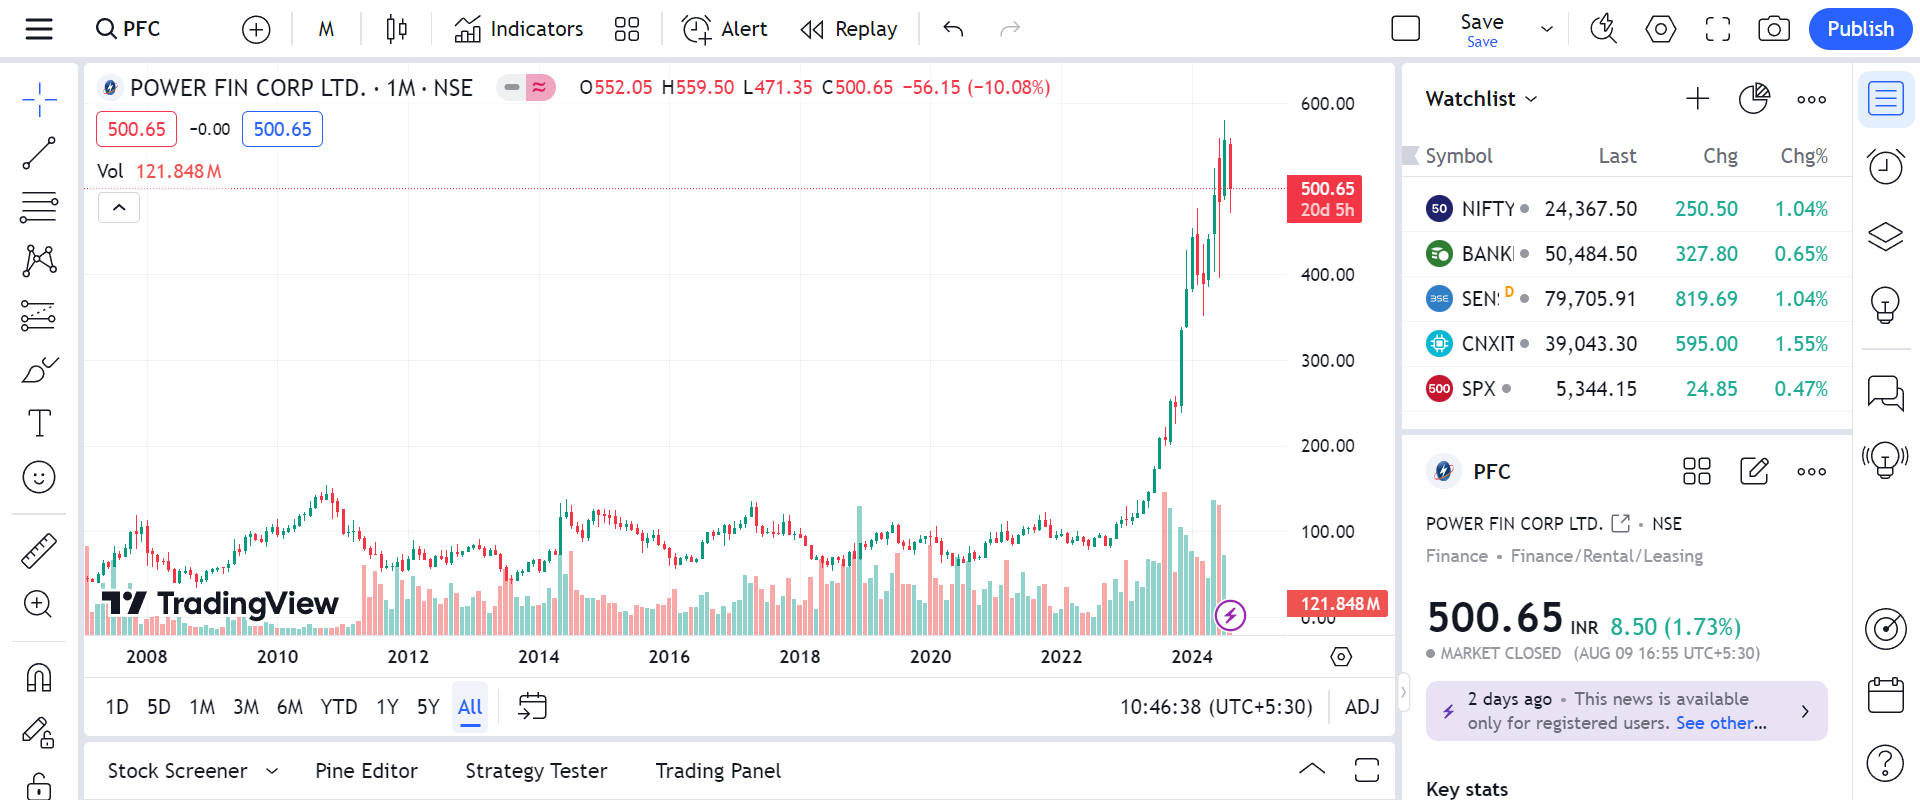 PFC
M
Indicators
Alert
Replay
Save
Save
Publish
POWER FIN CORP LTD. · 1M · NSE
O552.05 H559.50 L471.35 C500.65 −56.15 (−10.08%)
500.65 −0.00 500.65
Vol 121.848M
600.00
500.65
20d 5h
400.00
300.00
200.00
100.00
121.848M
0.00
TradingView
2008 2010 2012 2014 2016 2018 2020 2022 2024
1D 5D 1M 3M 6M YTD 1Y 5Y All
10:46:38 (UTC+5:30) ADJ
Stock Screener Pine Editor Strategy Tester Trading Panel
Watchlist
Symbol Last Chg Chg%
50 NIFTY 24,367.50 250.50 1.04%
BANK 50,484.50 327.80 0.65%
BSE SEN D 79,705.91 819.69 1.04%
CNXIT 39,043.30 595.00 1.55%
500 SPX 5,344.15 24.85 0.47%
PFC
POWER FIN CORP LTD. • NSE
Finance • Finance/Rental/Leasing
500.65 INR 8.50 (1.73%)
MARKET CLOSED (AUG 09 16:55 UTC+5:30)
2 days ago • This news is available
only for registered users. See other...
Key stats